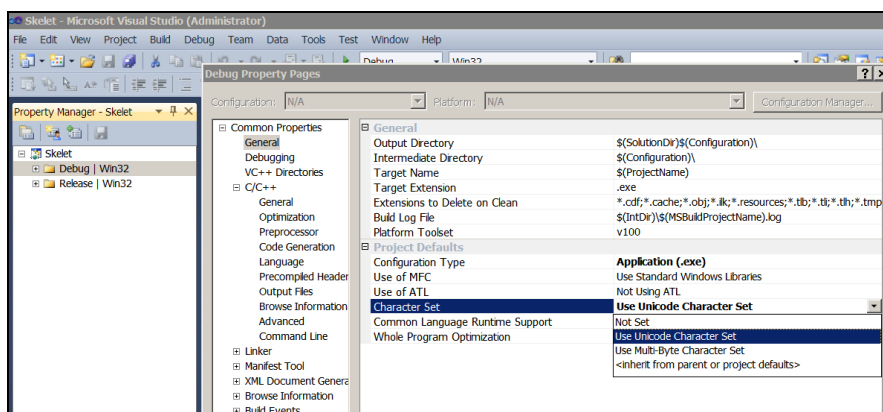 Skelet - Microsoft Visual Studio (Administrator)
File Edit View Project Build Debug Team Data Tools Test Window Help
Debug Win32
Debug Property Pages
Configuration: N/A Platform: N/A Configuration Manager...
Property Manager - Skelet
Skelet
Debug | Win32
Release | Win32
Common Properties
General
Debugging
VC++ Directories
C/C++
General
Optimization
Preprocessor
Code Generation
Language
Precompiled Header
Output Files
Browse Information
Advanced
Command Line
Linker
Manifest Tool
XML Document Genera
Browse Information
Build Events
General
Output Directory $(SolutionDir)$(Configuration)\
Intermediate Directory $(Configuration)\
Target Name $(ProjectName)
Target Extension .exe
Extensions to Delete on Clean *.cdf;*.cache;*.obj;*.ilk;*.resources;*.tlb;*.tli;*.tlh;*.tmp
Build Log File $(IntDir)\$(MSBuildProjectName).log
Platform Toolset v100
Project Defaults
Configuration Type Application (.exe)
Use of MFC Use Standard Windows Libraries
Use of ATL Not Using ATL
Character Set Use Unicode Character Set
Common Language Runtime Support Not Set
Whole Program Optimization Use Unicode Character Set
Use Multi-Byte Character Set
<inherit from parent or project defaults>